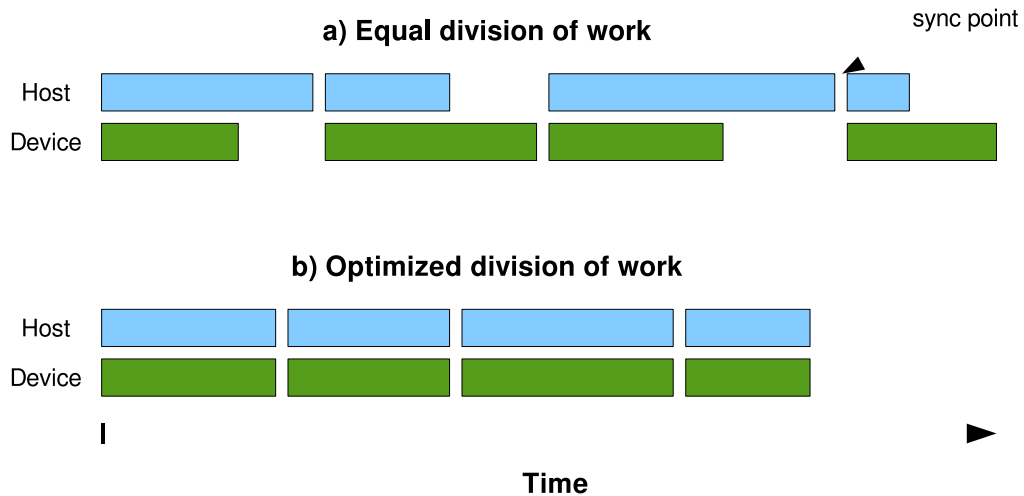 sync point
a) Equal division of work
Host
Device
b) Optimized division of work
Host
Device
Time